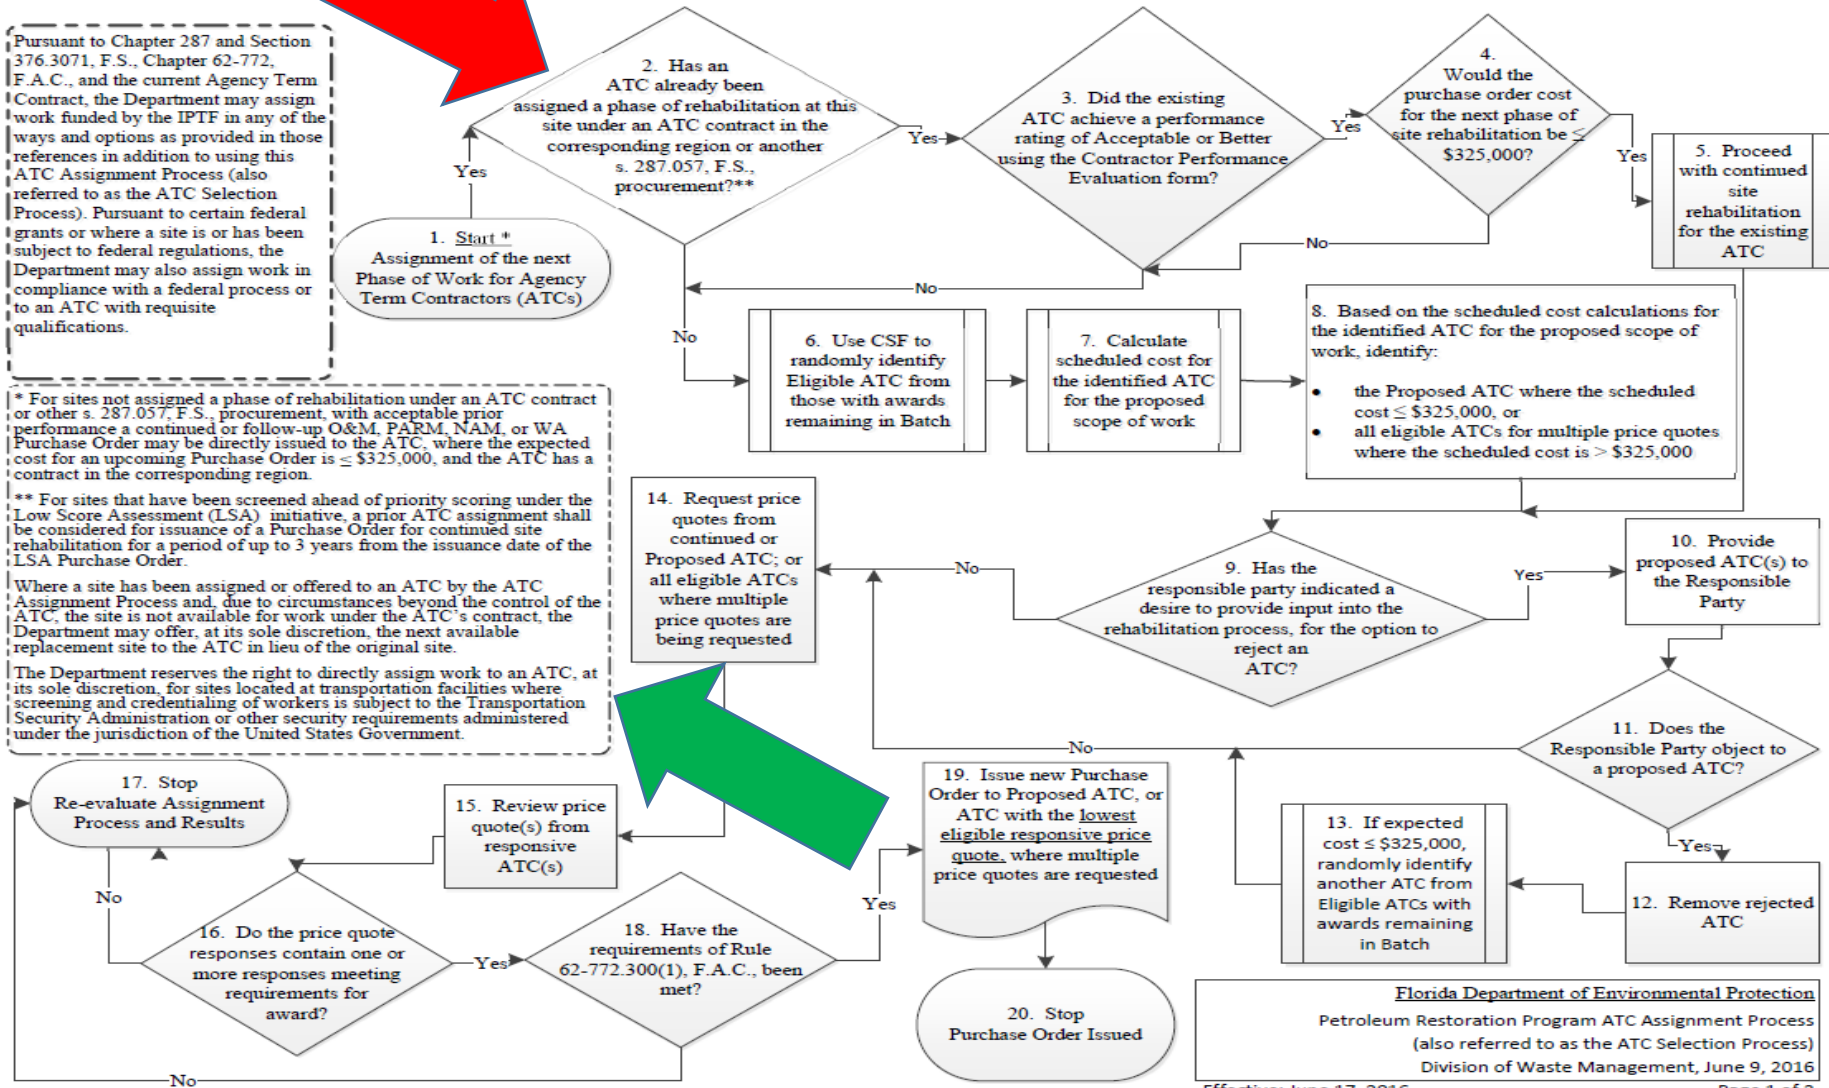 Pursuant to Chapter 287 and Section
376.3071, F.S., Chapter 62-772,
F.A.C., and the current Agency Term
Contract, the Department may assign
work funded by the IPTF in any of the
ways and options as provided in those
references in addition to using this
ATC Assignment Process (also
referred to as the ATC Selection
Process). Pursuant to certain federal
grants or where a site is or has been
subject to federal regulations, the
Department may also assign work in
compliance with a federal process or
to an ATC with requisite
qualifications.
1. Start *
Assignment of the next
Phase of Work for Agency
Term Contractors (ATCs)
Yes
2. Has an
ATC already been
assigned a phase of rehabilitation at this
site under an ATC contract in the
corresponding region or another
s. 287.057, F.S.,
procurement?**
Yes
3. Did the existing
ATC achieve a performance
rating of Acceptable or Better
using the Contractor Performance
Evaluation form?
Yes
4.
Would the
purchase order cost
for the next phase of
site rehabilitation be ≤
$325,000?
Yes
5. Proceed
with continued
site
rehabilitation
for the existing
ATC
No
No
No
6. Use CSF to
randomly identify
Eligible ATC from
those with awards
remaining in Batch
7. Calculate
scheduled cost for
the identified ATC
for the proposed
scope of work
8. Based on the scheduled cost calculations for
the identified ATC for the proposed scope of
work, identify:
• the Proposed ATC where the scheduled
cost ≤ $325,000, or
• all eligible ATCs for multiple price quotes
where the scheduled cost is > $325,000
* For sites not assigned a phase of rehabilitation under an ATC contract
or other s. 287.057, F.S., procurement, with acceptable prior
performance a continued or follow-up O&M, PARM, NAM, or WA
Purchase Order may be directly issued to the ATC, where the expected
cost for an upcoming Purchase Order is ≤ $325,000, and the ATC has a
contract in the corresponding region.
** For sites that have been screened ahead of priority scoring under the
Low Score Assessment (LSA) initiative, a prior ATC assignment shall
be considered for issuance of a Purchase Order for continued site
rehabilitation for a period of up to 3 years from the issuance date of the
LSA Purchase Order.
Where a site has been assigned or offered to an ATC by the ATC
Assignment Process and, due to circumstances beyond the control of the
ATC, the site is not available for work under the ATC's contract, the
Department may offer, at its sole discretion, the next available
replacement site to the ATC in lieu of the original site.
The Department reserves the right to directly assign work to an ATC, at
its sole discretion, for sites located at transportation facilities where
screening and credentialing of workers is subject to the Transportation
Security Administration or other security requirements administered
under the jurisdiction of the United States Government.
14. Request price
quotes from
continued or
Proposed ATC; or
all eligible ATCs
where multiple
price quotes are
being requested
No
9. Has the
responsible party indicated a
desire to provide input into the
rehabilitation process, for the option to
reject an
ATC?
Yes
10. Provide
proposed ATC(s) to
the Responsible
Party
11. Does the
Responsible Party object to
a proposed ATC?
No
Yes
12. Remove rejected
ATC
13. If expected
cost ≤ $325,000,
randomly identify
another ATC from
Eligible ATCs with
awards remaining
in Batch
17. Stop
Re-evaluate Assignment
Process and Results
15. Review price
quote(s) from
responsive
ATC(s)
No
16. Do the price quote
responses contain one or
more responses meeting
requirements for
award?
Yes
18. Have the
requirements of Rule
62-772.300(1), F.A.C., been
met?
Yes
No
19. Issue new Purchase
Order to Proposed ATC, or
ATC with the lowest
eligible responsive price
quote, where multiple
price quotes are requested
20. Stop
Purchase Order Issued
Florida Department of Environmental Protection
Petroleum Restoration Program ATC Assignment Process
(also referred to as the ATC Selection Process)
Division of Waste Management, June 9, 2016
Effective: June 17, 2016
Page 1 of 2